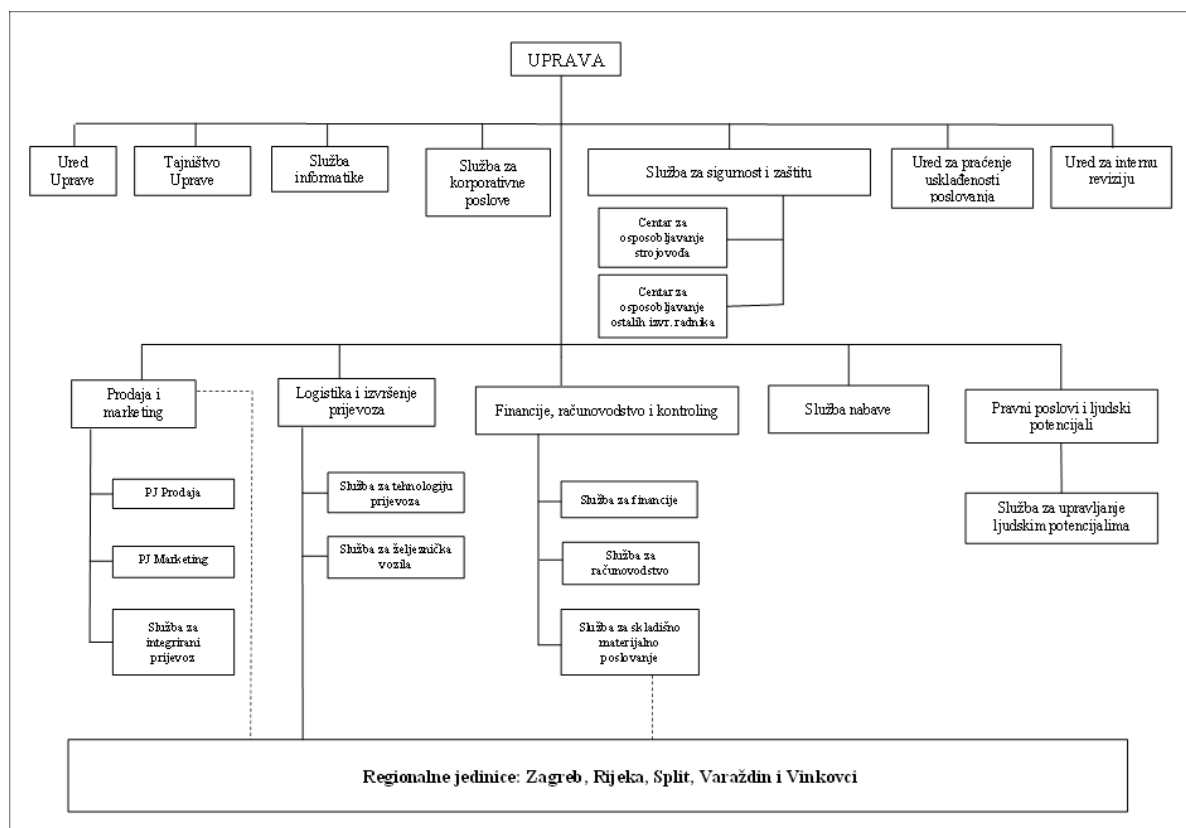 UPRAVA
Ured
Uprave
Tajništvo
Uprave
Služba
informatike
Služba za
korporativne
poslove
Služba za sigurnost i zaštitu
Ured za praćenje
usklađenosti
poslovanja
Ured za internu
reviziju
Centar za
osposobljavanje
strojovođa
Centar za
osposobljavanje
ostalih izvr. radnika
Prodaja i
marketing
Logistika i izvršenje
prijevoza
Financije, računovodstvo i kontroling
Služba nabave
Pravni poslovi i ljudski
potencijali
PJ Prodaja
PJ Marketing
Služba za
integrirani
prijevoz
Služba za tehnologiju
prijevoza
Služba za željeznička
vozila
Služba za financije
Služba za
računovodstvo
Služba za skladišno
materijalno
poslovanje
Služba za upravljanje
ljudskim potencijalima
Regionalne jedinice: Zagreb, Rijeka, Split, Varaždin i Vinkovci